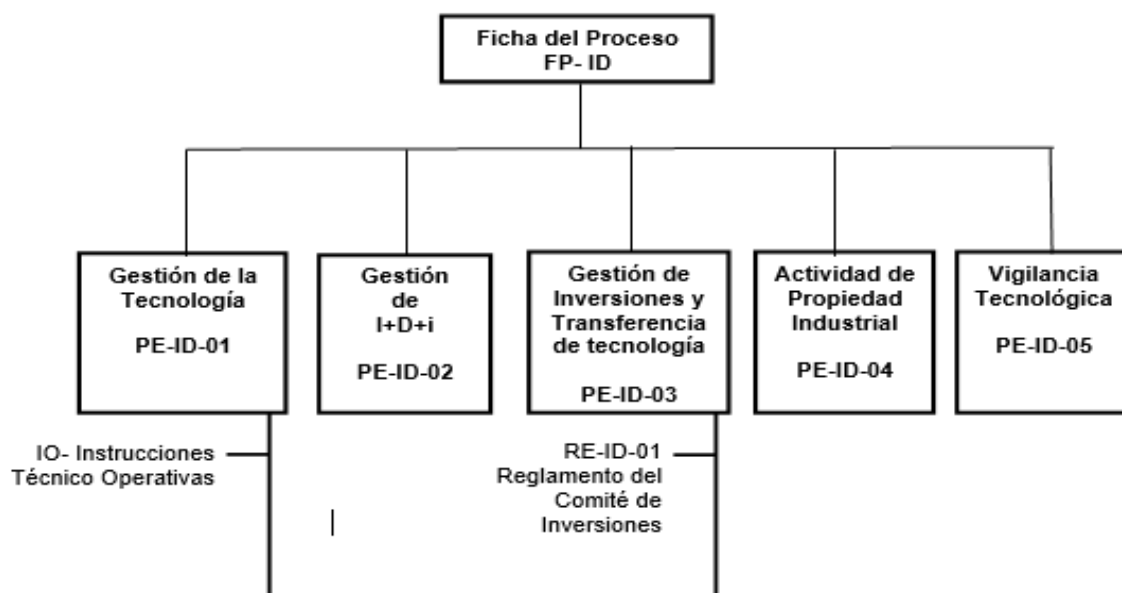 Ficha del Proceso
FP- ID
Gestión de la
Tecnología
PE-ID-01
Gestión
de
I+D+i
PE-ID-02
Gestión de
Inversiones y
Transferencia
de tecnología
PE-ID-03
Actividad de
Propiedad
Industrial
PE-ID-04
Vigilancia
Tecnológica
PE-ID-05
IO- Instrucciones
Técnico Operativas
RE-ID-01
Reglamento del
Comité de
Inversiones